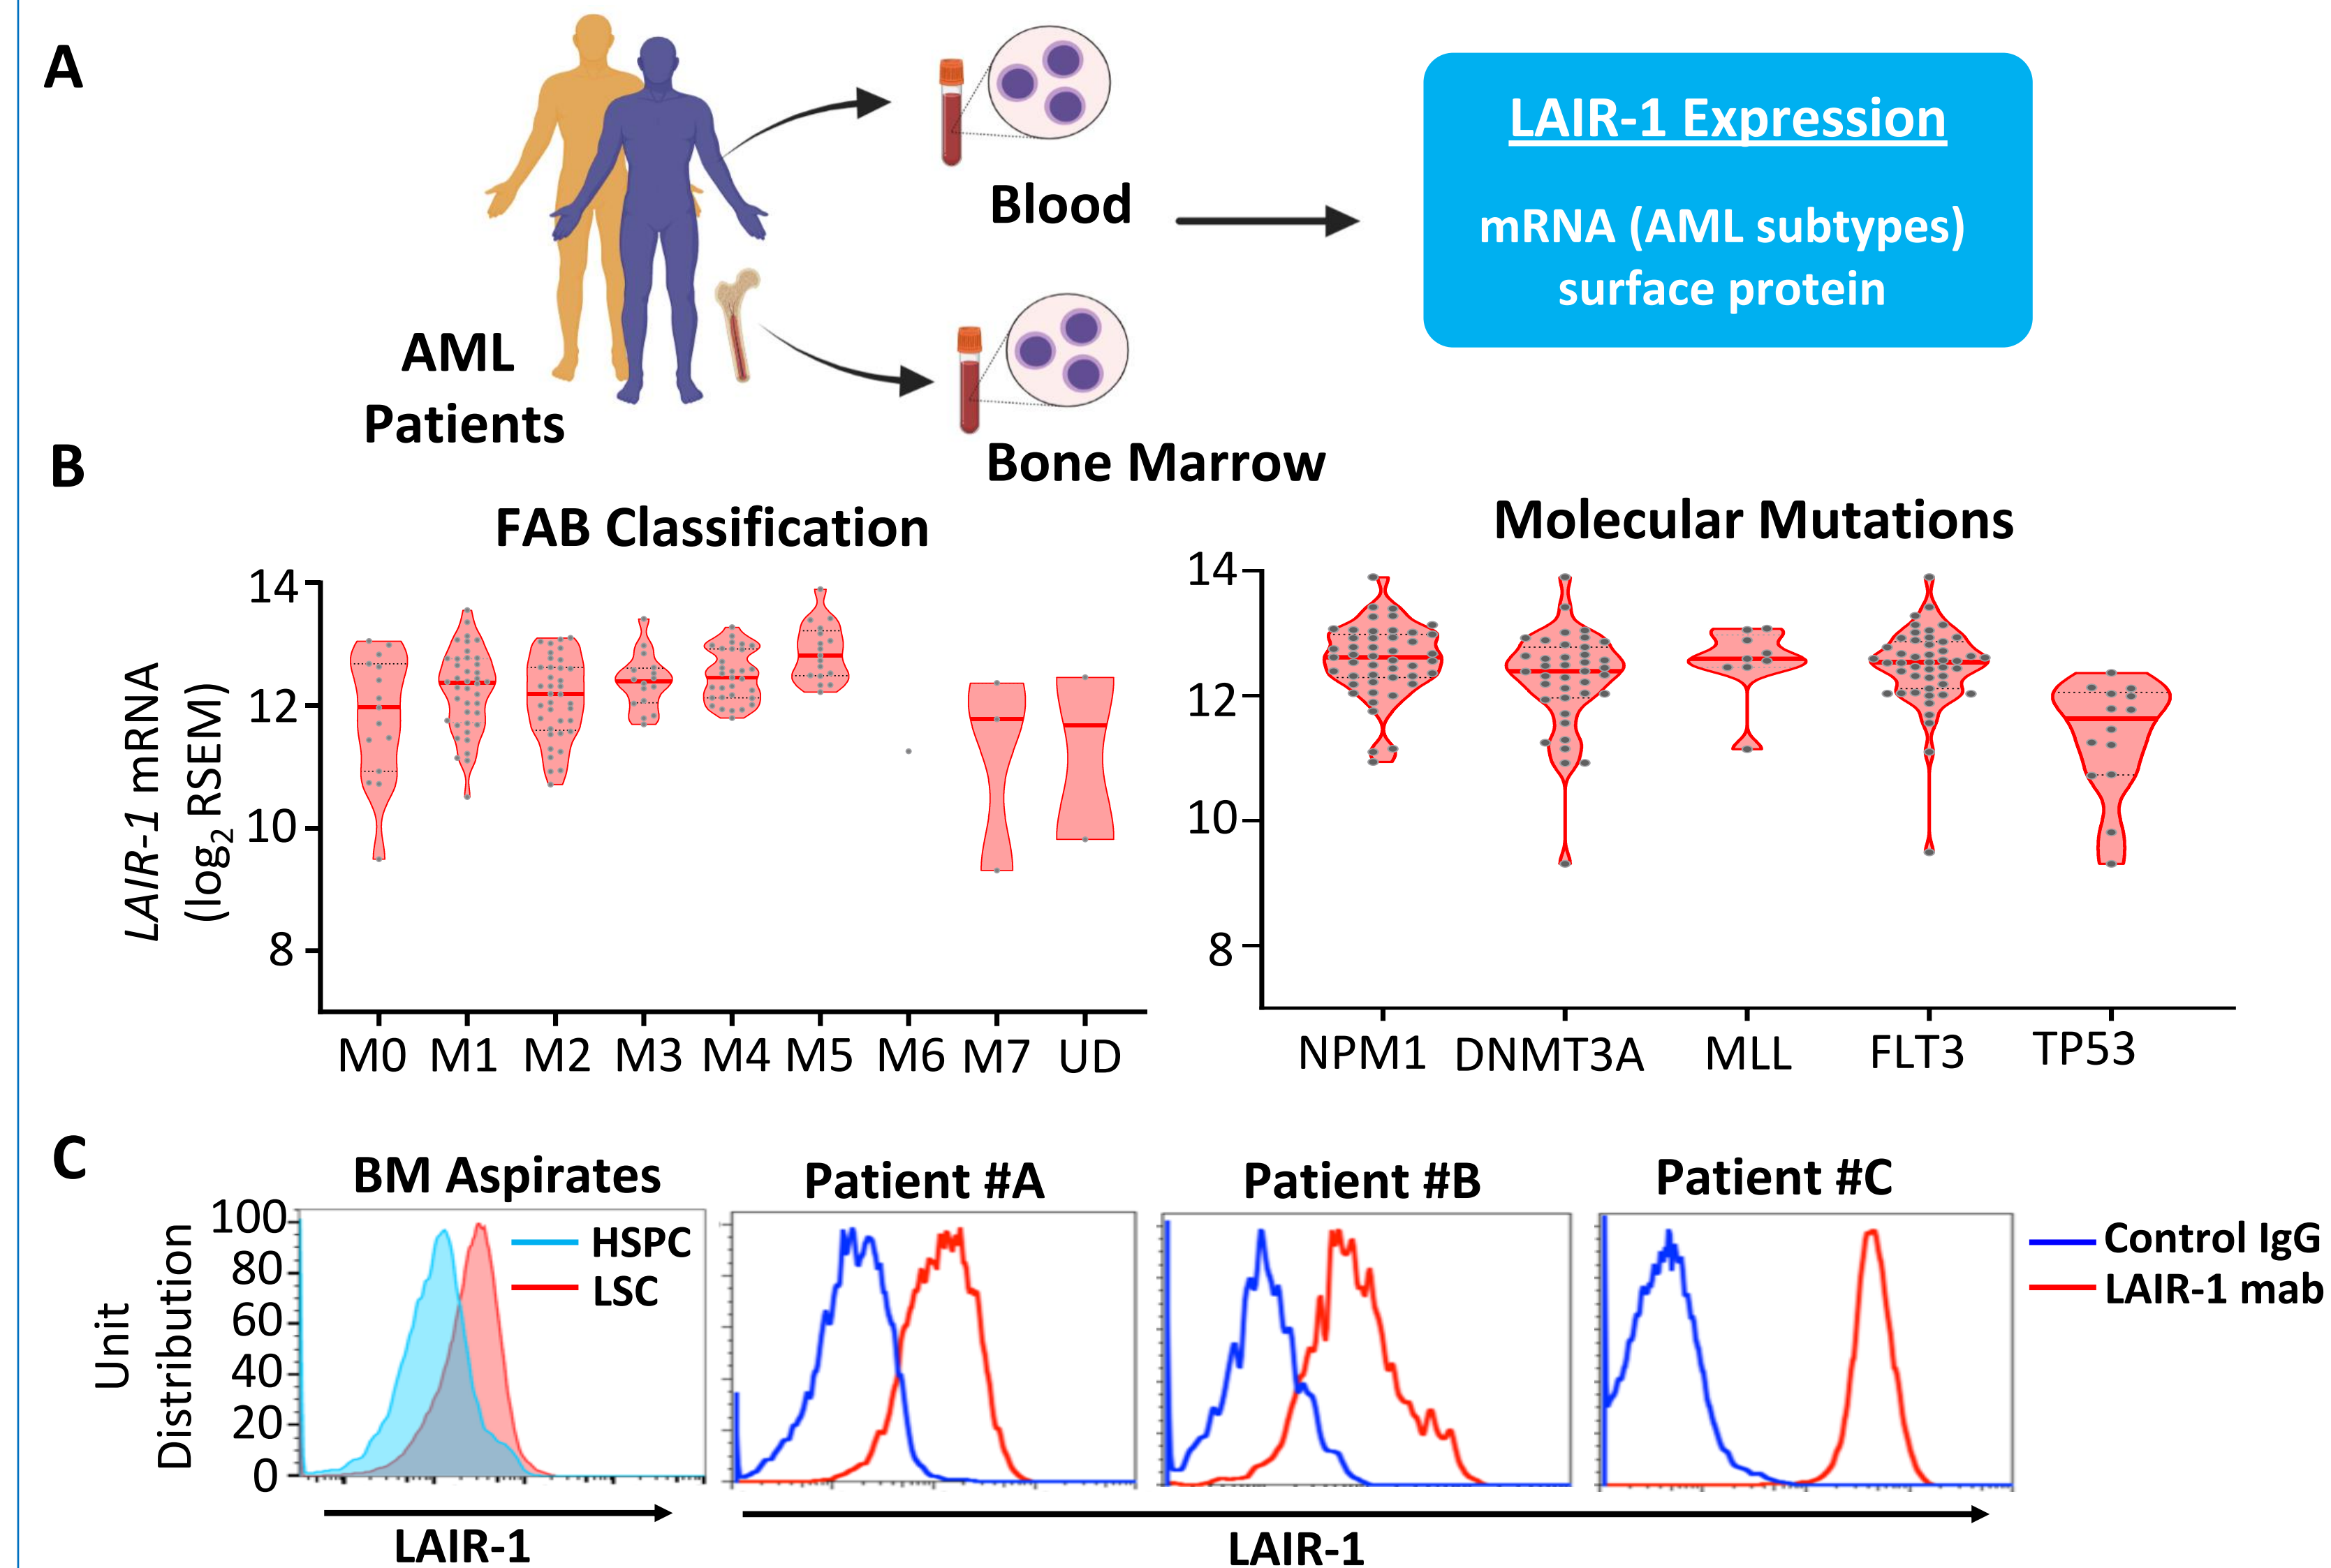 A
Blood
AML
Patients
Bone Marrow
LAIR-1 Expression
mRNA (AML subtypes)
surface protein
B
FAB Classification
LAIR-1 mRNA
(log2 RSEM)
14
12
10
8
M0 M1 M2 M3 M4 M5 M6 M7 UD
Molecular Mutations
14
12
10
8
NPM1 DNMT3A MLL FLT3 TP53
C
BM Aspirates
Unit
Distribution
100
80
60
40
20
0
HSPC
LSC
LAIR-1
Patient #A
Patient #B
Patient #C
Control IgG
LAIR-1 mab
LAIR-1